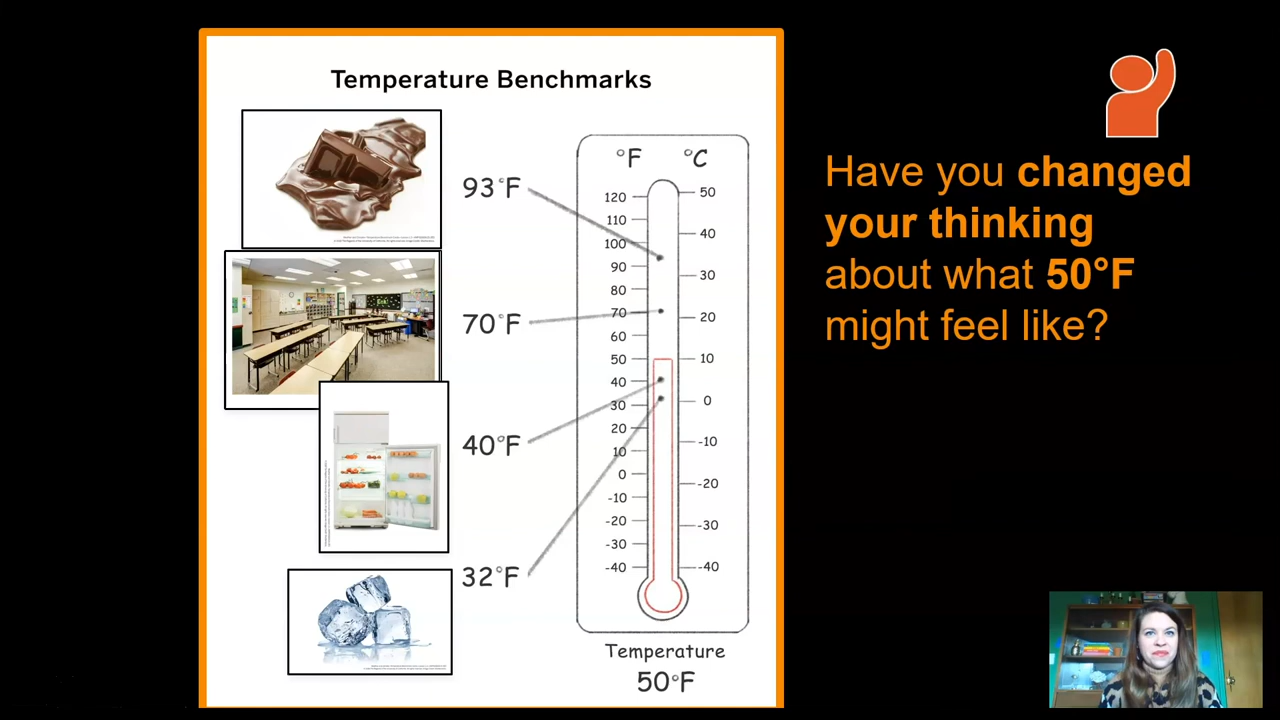 Temperature Benchmarks
93°F
70°F
40°F
32°F
°F °C
120 50
110
100 40
90
80 30
70 20
60
50 10
40
30 0
20
10 -10
0
-10 -20
-20
-30 -30
-40 -40
Temperature
50°F
Have you changed
your thinking
about what 50°F
might feel like?